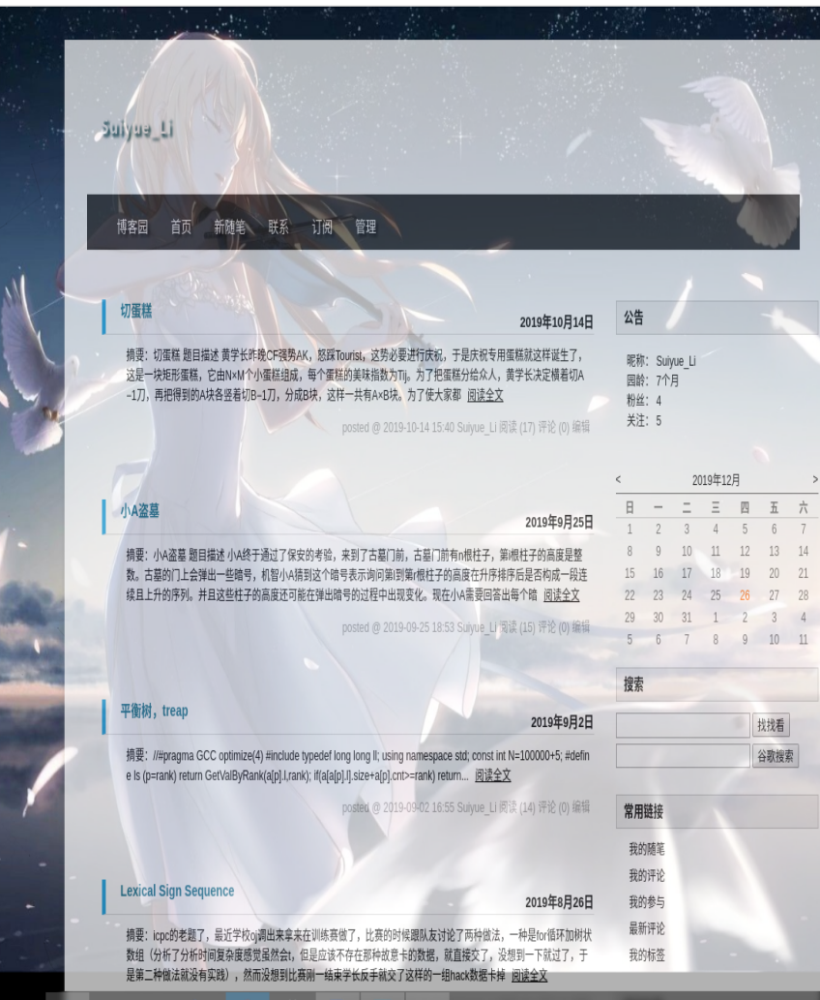 Suiyue_Li
博客园 首页 新随笔 联系 订阅 管理
切蛋糕
2019年10月14日
摘要：切蛋糕 题目描述 黄学长昨晚CF强势AK，怒踩Tourist，这势必要进行庆祝，于是庆祝专用蛋糕就这样诞生了，
这是一块矩形蛋糕，它由N×M个小蛋糕组成，每个蛋糕的美味指数为Tij。为了把蛋糕分给众人，黄学长决定横着切A
−1刀，再把得到的A块各竖着切B−1刀，分成B块，这样一共有A×B块。为了使大家都 阅读全文
posted @ 2019-10-14 15:40 Suiyue_Li 阅读 (17) 评论 (0) 编辑
小A盗墓
2019年9月25日
摘要：小A盗墓 题目描述 小A终于通过了保安的考验，来到了古墓门前，古墓门前有n根柱子，第i根柱子的高度是整
数。古墓的门上会弹出一些暗号，机智小A猜到这个暗号表示询问第l到第r根柱子的高度在升序排序后是否构成一段连
续且上升的序列。并且这些柱子的高度还可能在弹出暗号的过程中出现变化。现在小A需要回答出每个暗 阅读全文
posted @ 2019-09-25 18:53 Suiyue_Li 阅读 (15) 评论 (0) 编辑
平衡树，treap
2019年9月2日
摘要：//#pragma GCC optimize(4) #include typedef long long ll; using namespace std; const int N=100000+5; #defin
e ls (p=rank) return GetValByRank(a[p].l,rank); if(a[a[p].l].size+a[p].cnt>=rank) return... 阅读全文
posted @ 2019-09-02 16:55 Suiyue_Li 阅读 (14) 评论 (0) 编辑
Lexical Sign Sequence
2019年8月26日
摘要：icpc的老题了，最近学校oj调出来拿来在训练赛做了，比赛的时候跟队友讨论了两种做法，一种是for循环加树状
数组（分析了分析时间复杂度感觉虽然会t，但是应该不存在那种故意卡的数据，就直接交了，没想到一下就过了，于
是第二种做法就没有实践），然而没想到比赛刚一结束学长反手就交了这样的一组hack数据卡掉 阅读全文
公告
昵称： Suiyue_Li
园龄： 7个月
粉丝： 4
关注： 5
< 2019年12月 >
日 一 二 三 四 五 六
1 2 3 4 5 6 7
8 9 10 11 12 13 14
15 16 17 18 19 20 21
22 23 24 25 26 27 28
29 30 31 1 2 3 4
5 6 7 8 9 10 11
搜索
找找看
谷歌搜索
常用链接
我的随笔
我的评论
我的参与
最新评论
我的标签